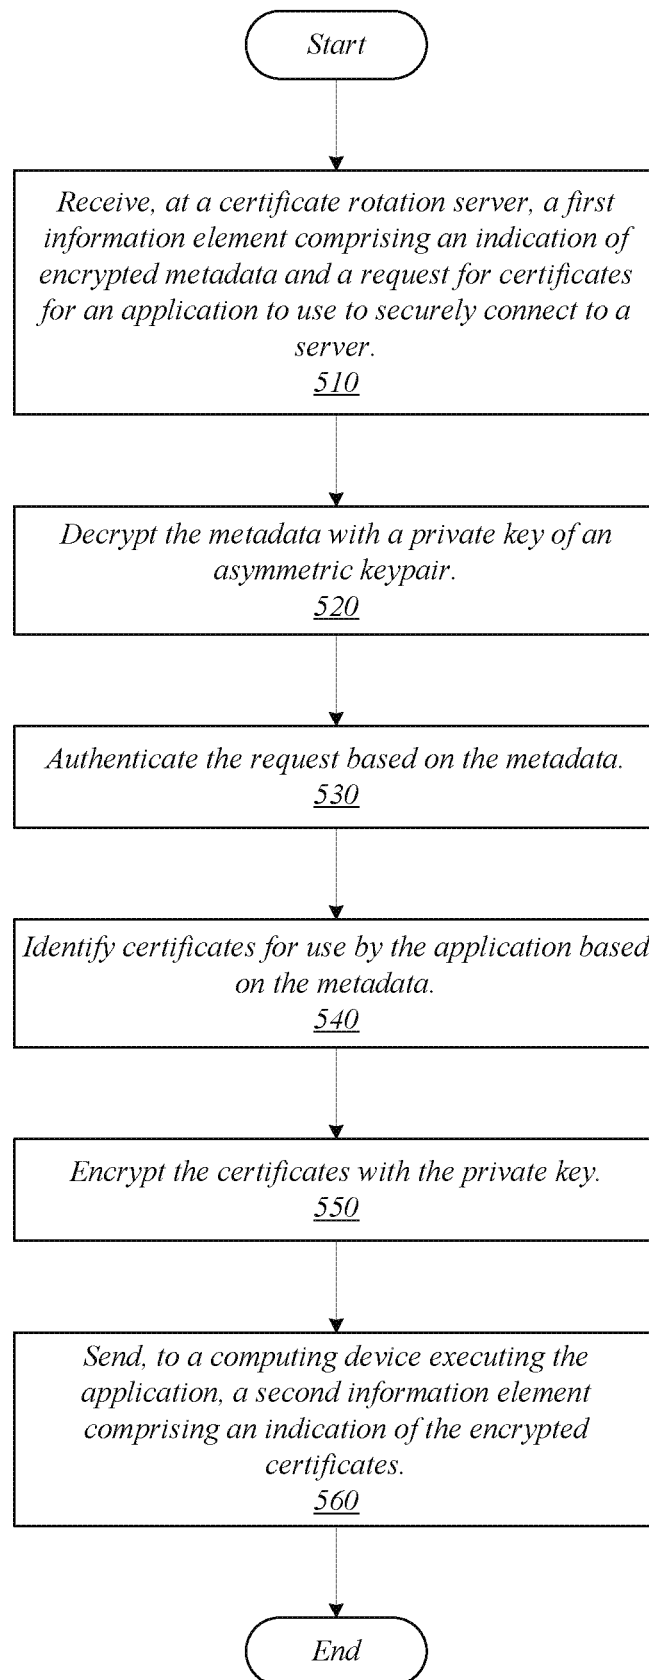 Start
Receive, at a certificate rotation server, a first
information element comprising an indication of
encrypted metadata and a request for certificates
for an application to use to securely connect to a
server.
510
Decrypt the metadata with a private key of an
asymmetric keypair.
520
Authenticate the request based on the metadata.
530
Identify certificates for use by the application based
on the metadata.
540
Encrypt the certificates with the private key.
550
Send, to a computing device executing the
application, a second information element
comprising an indication of the encrypted
certificates.
560
End